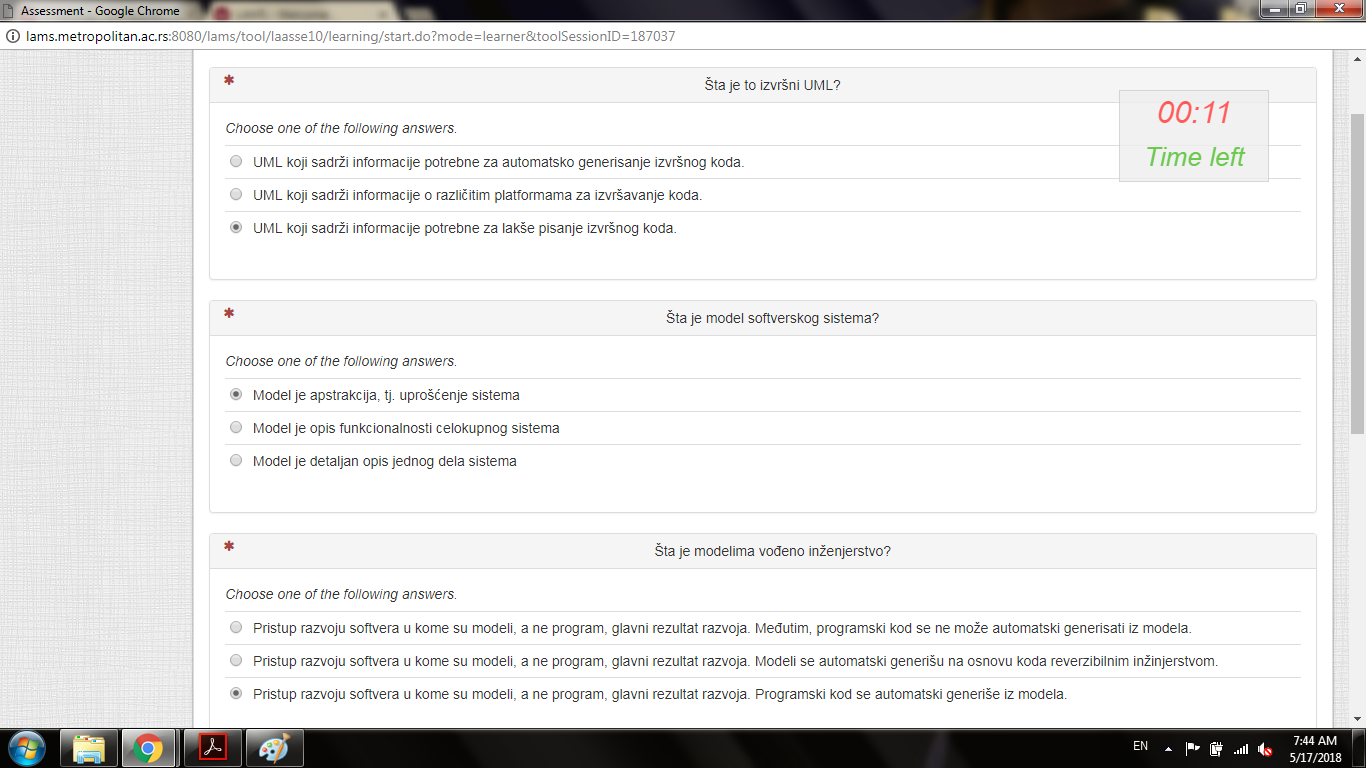 Assessment - Google Chrome
lams.metropolitan.ac.rs:8080/lams/tool/laasse10/learning/start.do?mode=learner&toolSessionID=187037
* Šta je to izvršni UML?
00:11
Time left
Choose one of the following answers.
UML koji sadrži informacije potrebne za automatsko generisanje izvršnog koda.
UML koji sadrži informacije o različitim platformama za izvršavanje koda.
UML koji sadrži informacije potrebne za lakše pisanje izvršnog koda.
* Šta je model softverskog sistema?
Choose one of the following answers.
Model je apstrakcija, tj. uprošćenje sistema
Model je opis funkcionalnosti celokupnog sistema
Model je detaljan opis jednog dela sistema
* Šta je modelima vođeno inženjerstvo?
Choose one of the following answers.
Pristup razvoju softvera u kome su modeli, a ne program, glavni rezultat razvoja. Međutim, programski kod se ne može automatski generisati iz modela.
Pristup razvoju softvera u kome su modeli, a ne program, glavni rezultat razvoja. Modeli se automatski generišu na osnovu koda reverzibilnim inžinjerstvom.
Pristup razvoju softvera u kome su modeli, a ne program, glavni rezultat razvoja. Programski kod se automatski generiše iz modela.
EN
7:44 AM
5/17/2018